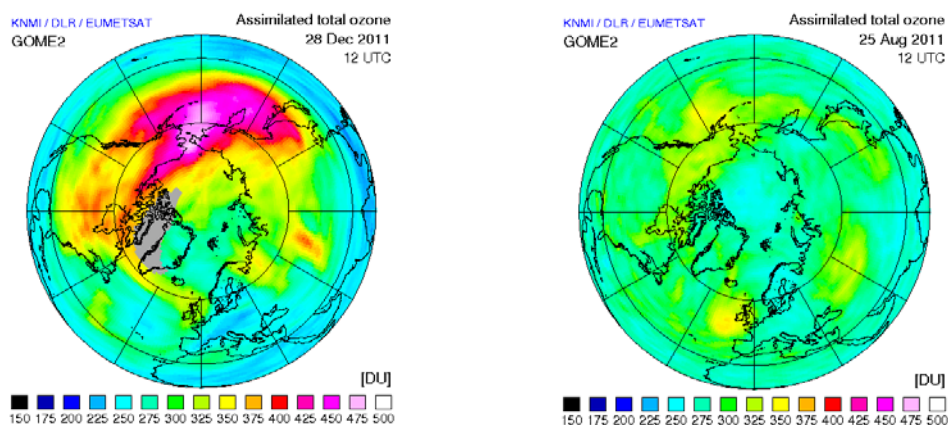 KNMI / DLR / EUMETSAT
Assimilated total ozone
GOME2
28 Dec 2011
12 UTC
[DU]
150 175 200 225 250 275 300 325 350 375 400 425 450 475 500
KNMI / DLR / EUMETSAT
Assimilated total ozone
GOME2
25 Aug 2011
12 UTC
[DU]
150 175 200 225 250 275 300 325 350 375 400 425 450 475 500